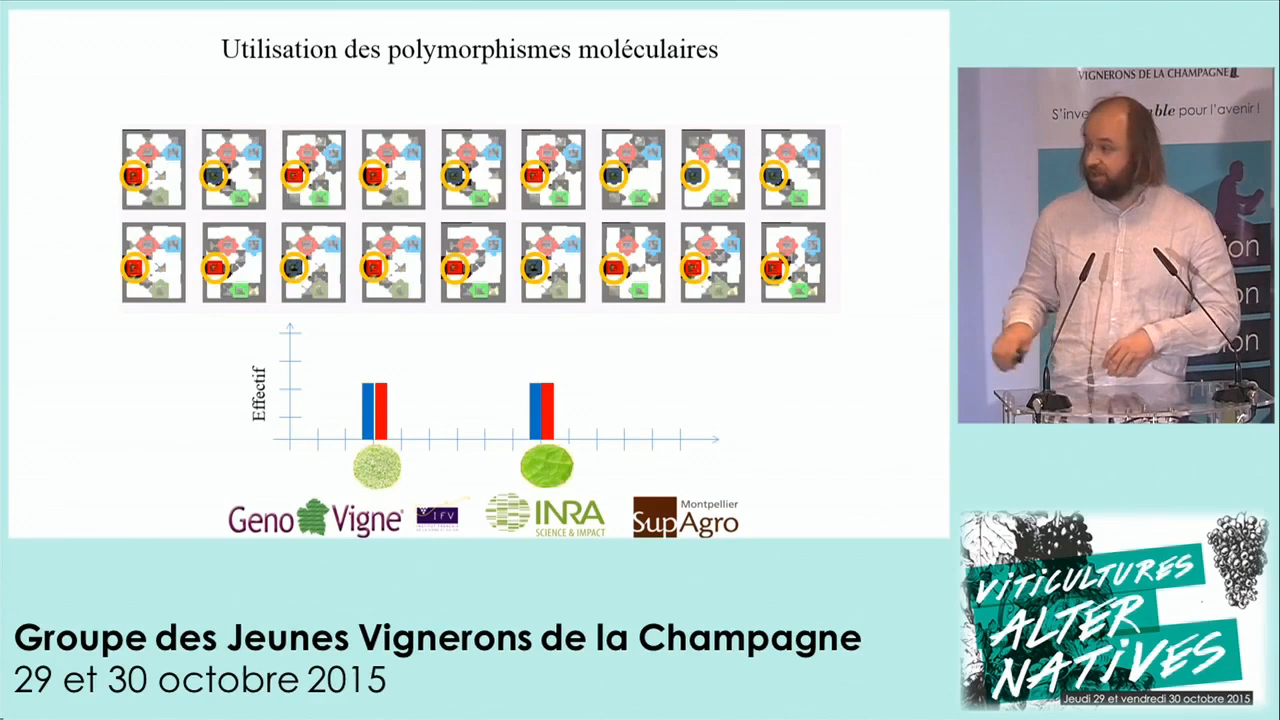 Utilisation des polymorphismes moléculaires
Effectif
Geno Vigne
IFV
INRA
SCIENCE & IMPACT
Montpellier
SupAgro
VIGNERONS DE LA CHAMPAGNE
pour l'avenir !
Groupe des Jeunes Vignerons de la Champagne
29 et 30 octobre 2015
VITICULTURES
ALTER
NATIVES
Jeudi 29 et vendredi 30 octobre 2015